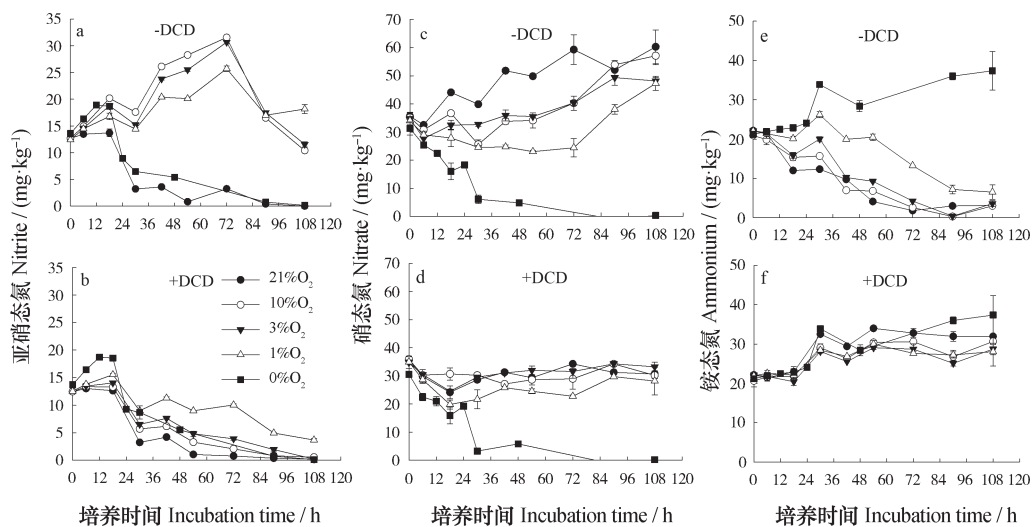 亚硝态氮 Nitrite / (mg·kg⁻¹)
a
-DCD
35
30
25
20
15
10
5
0
0 12 24 36 48 60 72 84 96 108 120
硝态氮 Nitrate / (mg·kg⁻¹)
c
-DCD
70
60
50
40
30
20
10
0
0 12 24 36 48 60 72 84 96 108 120
铵态氮 Ammonium / (mg·kg⁻¹)
e
-DCD
50
40
30
20
10
0
0 12 24 36 48 60 72 84 96 108 120
b
+DCD
21%O₂
10%O₂
3%O₂
1%O₂
0%O₂
35
30
25
20
15
10
5
0
0 12 24 36 48 60 72 84 96 108 120
培养时间 Incubation time / h
d
+DCD
70
60
50
40
30
20
10
0
0 12 24 36 48 60 72 84 96 108 120
培养时间 Incubation time / h
f
+DCD
50
40
30
20
10
0
0 12 24 36 48 60 72 84 96 108 120
培养时间 Incubation time / h